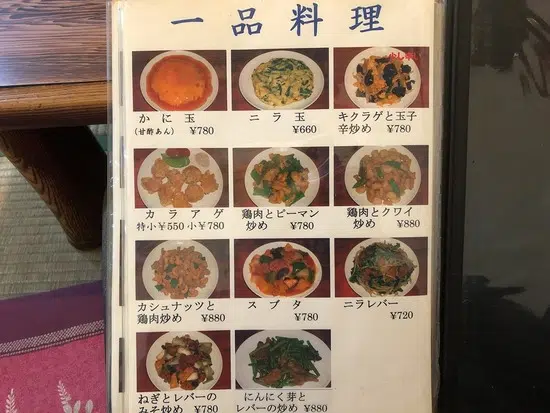 一品料理
少し辛い
かに玉
(甘酢あん) ¥780
ニラ玉
¥660
キクラゲと玉子
辛炒め ¥780
カラアゲ
特小¥550 小¥780
鶏肉とピーマン
炒め ¥780
鶏肉とクワイ
炒め ¥880
カシュナッツと
鶏肉炒め ¥880
スブタ
¥780
ニラレバー
¥720
ねぎとレバーの
みそ炒め ¥780
にんにく芽と
レバーの炒め ¥880